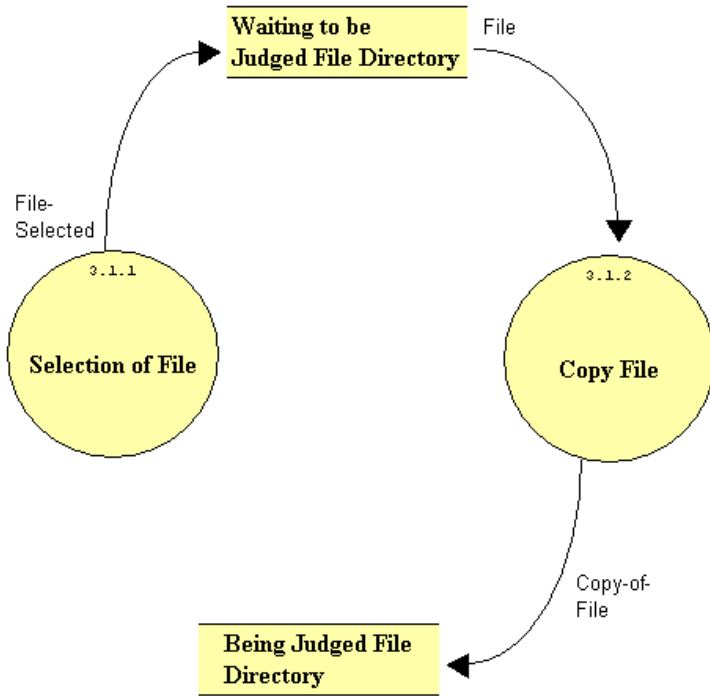 Waiting to be
Judged File Directory
File
File-
Selected
3.1.1
Selection of File
3.1.2
Copy File
Copy-of-
File
Being Judged File
Directory